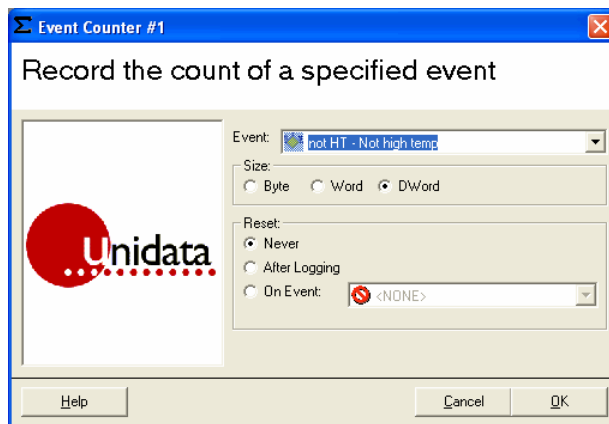 Σ Event Counter #1
Record the count of a specified event
Unidata
Event: not HT - Not high temp
Size:
Byte Word DWord
Reset:
Never
After Logging
On Event: <NONE>
Help Cancel OK